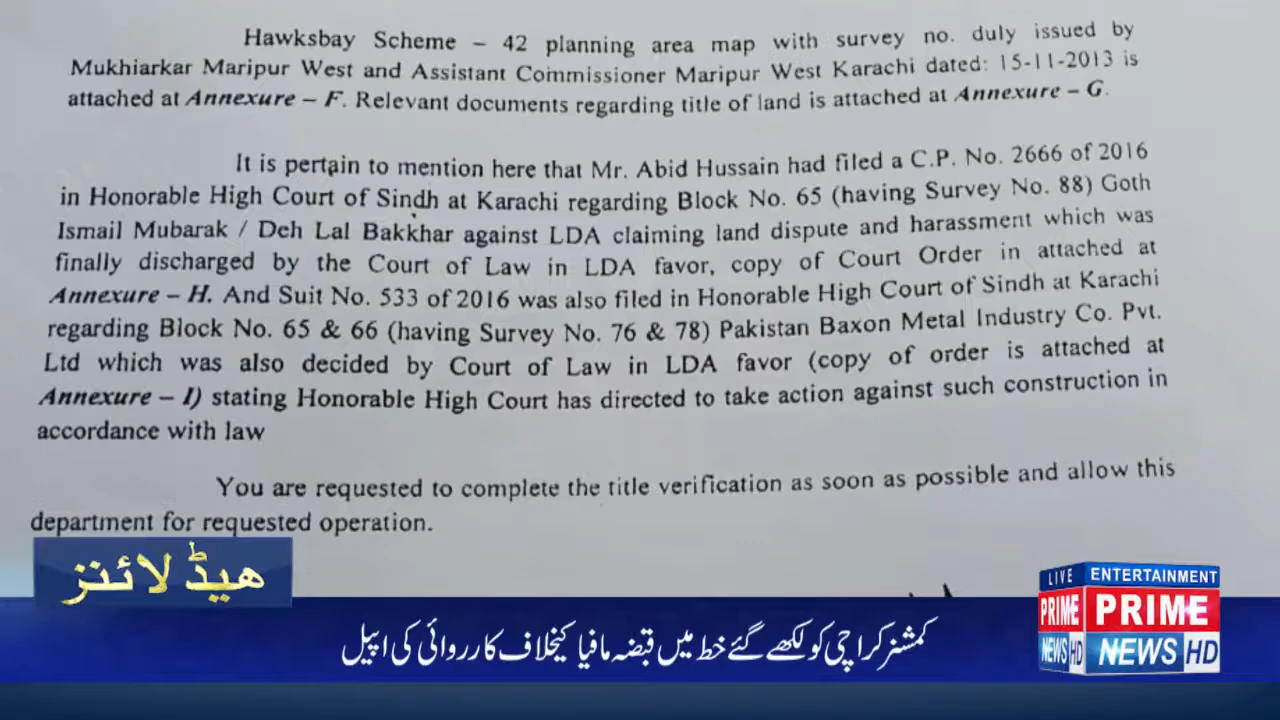 Hawksbay Scheme – 42 planning area map with survey no. duly issued by
Mukhiarkar Maripur West and Assistant Commissioner Maripur West Karachi dated: 15-11-2013 is
attached at Annexure – F. Relevant documents regarding title of land is attached at Annexure – G.
It is pertain to mention here that Mr. Abid Hussain had filed a C.P. No. 2666 of 2016
in Honorable High Court of Sindh at Karachi regarding Block No. 65 (having Survey No. 88) Goth
Ismail Mubarak / Deh Lal Bakkhar against LDA claiming land dispute and harassment which was
finally discharged by the Court of Law in LDA favor, copy of Court Order in attached at
Annexure – H. And Suit No. 533 of 2016 was also filed in Honorable High Court of Sindh at Karachi
regarding Block No. 65 & 66 (having Survey No. 76 & 78) Pakistan Baxon Metal Industry Co. Pvt.
Ltd which was also decided by Court of Law in LDA favor (copy of order is attached at
Annexure – I) stating Honorable High Court has directed to take action against such construction in
accordance with law
You are requested to complete the title verification as soon as possible and allow this
department for requested operation.
ہیڈ لائنز
کمشنر کراچی کو لکھے گئے خط میں قبضہ مافیا کیخلاف کارروائی کی اپیل
LIVE ENTERTAINMENT
PRIME PRIME
NEWS HD NEWS HD